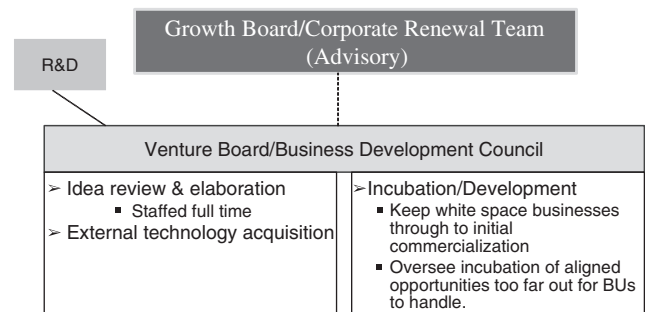 Growth Board/Corporate Renewal Team
(Advisory)
R&D
Venture Board/Business Development Council
➢ Idea review & elaboration
▪ Staffed full time
➢ External technology acquisition
➢Incubation/Development
▪ Keep white space businesses
through to initial
commercialization
▪ Oversee incubation of aligned
opportunities too far out for BUs
to handle.